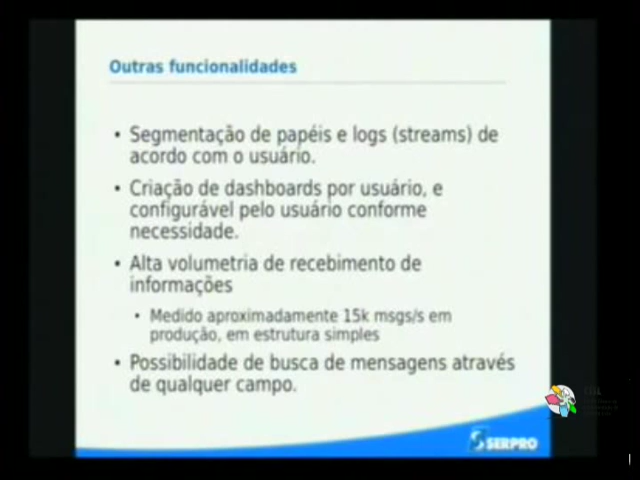 Outras funcionalidades
• Segmentação de papéis e logs (streams) de
acordo com o usuário.
• Criação de dashboards por usuário, e
configurável pelo usuário conforme
necessidade.
• Alta volumetria de recebimento de
informações
• Medido aproximadamente 15k msgs/s em
produção, em estrutura simples
• Possibilidade de busca de mensagens através
de qualquer campo.
SERPRO